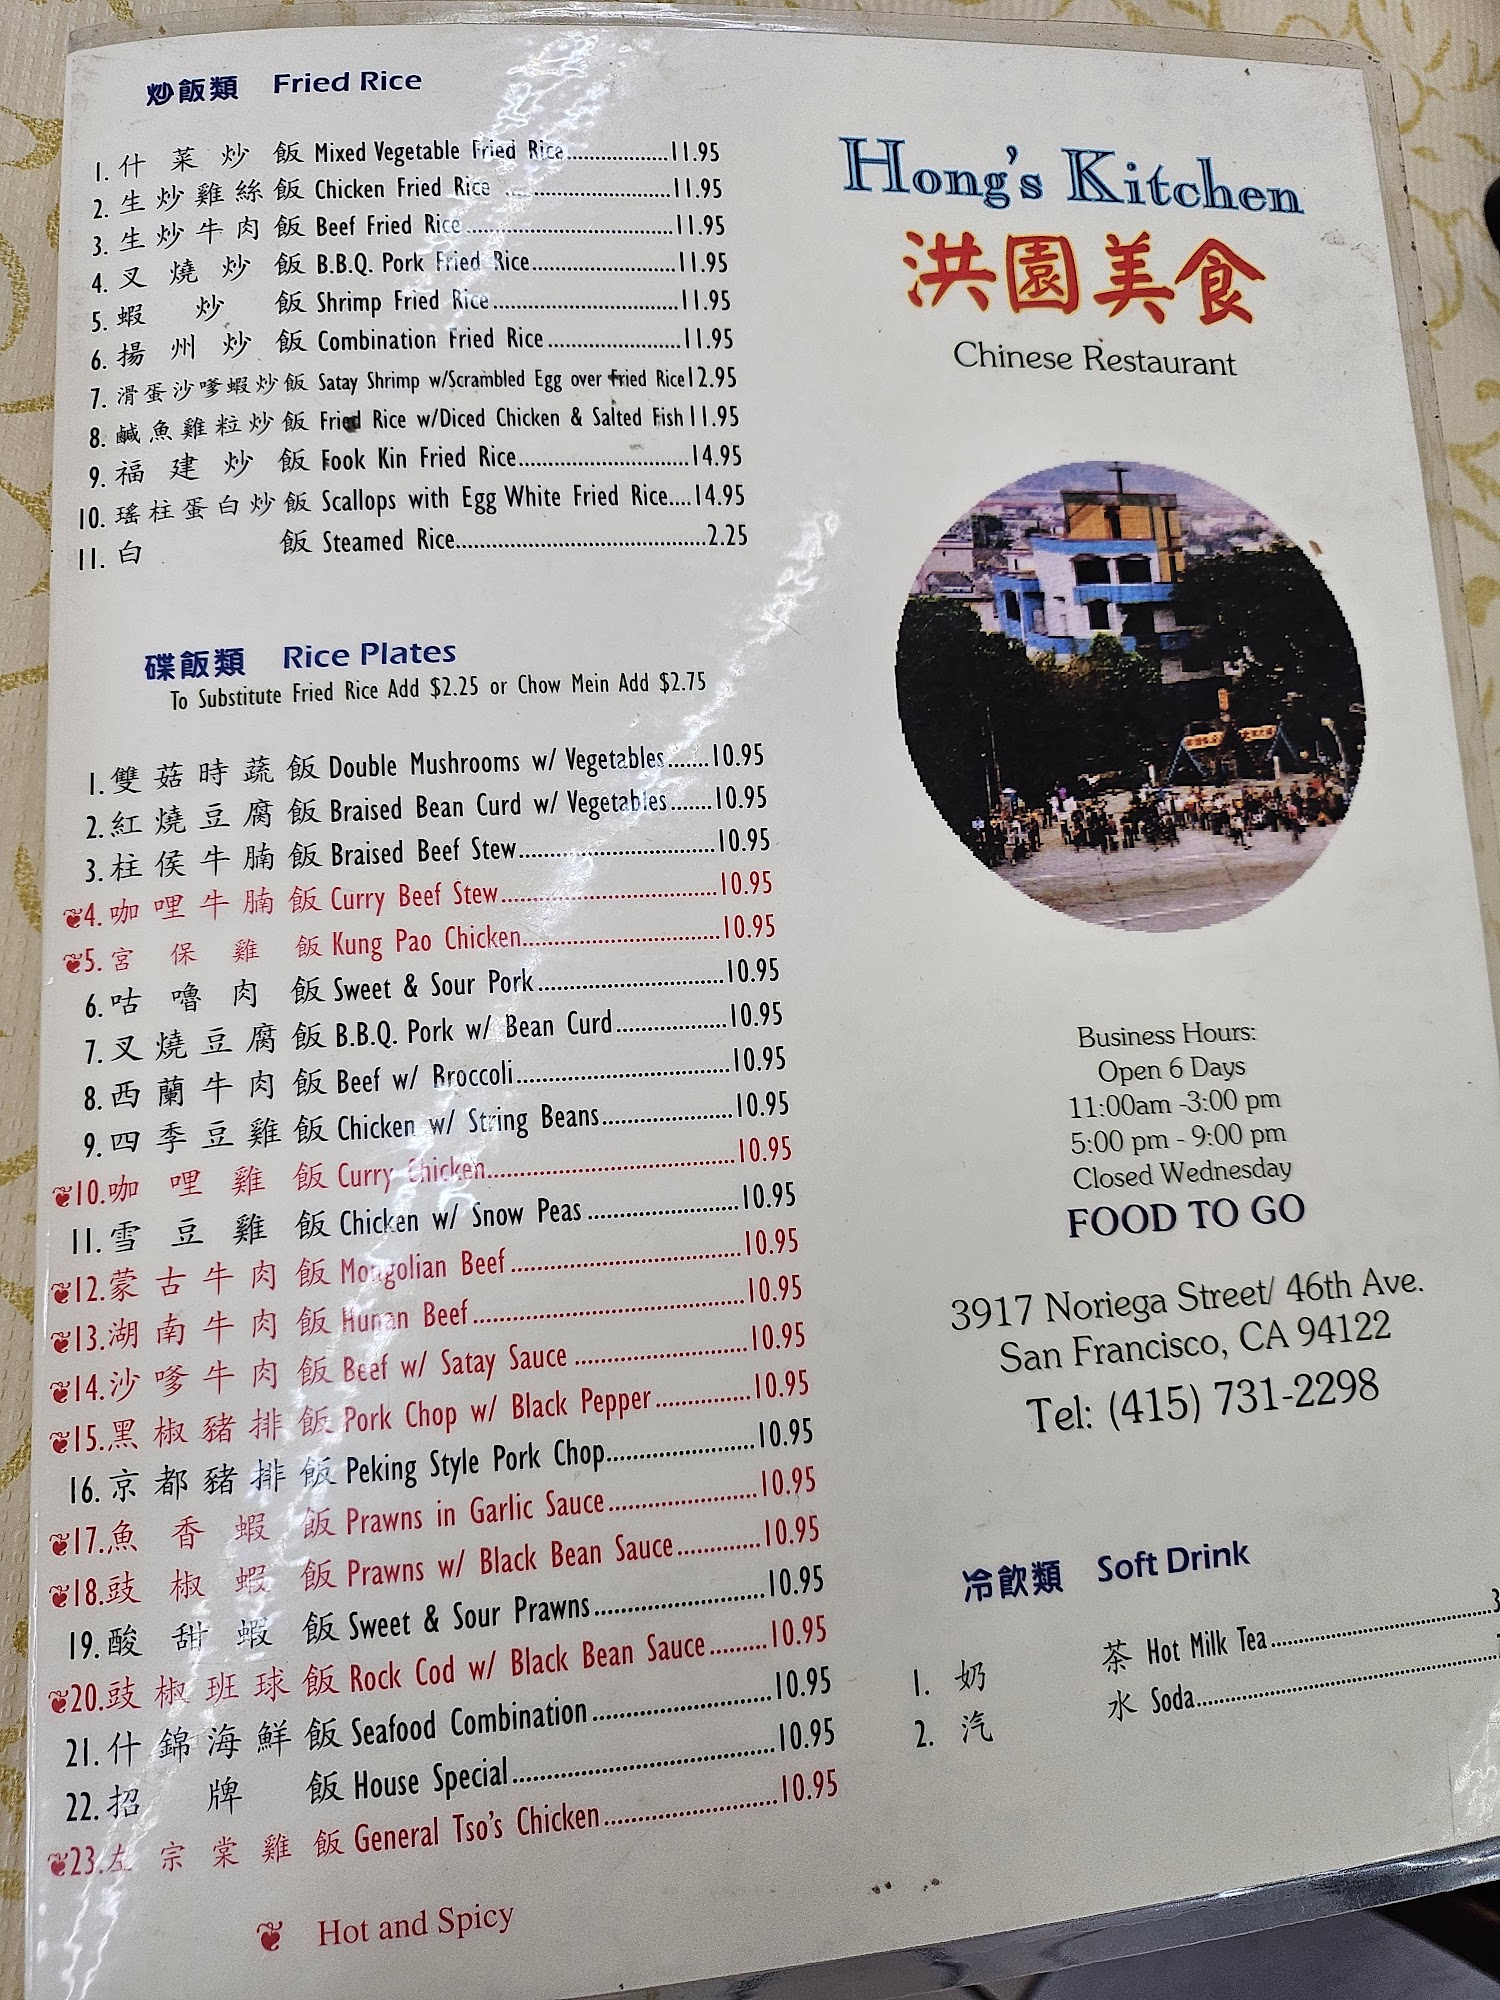 炒飯類 Fried Rice
1. 什菜炒飯 Mixed Vegetable Fried Rice..................11.95
2. 生炒雞絲飯 Chicken Fried Rice ..............................11.95
3. 生炒牛肉飯 Beef Fried Rice.....................................11.95
4. 叉燒炒飯 B.B.Q. Pork Fried Rice..........................11.95
5. 蝦炒飯 Shrimp Fried Rice.................................11.95
6. 揚州炒飯 Combination Fried Rice........................11.95
7. 滑蛋沙嗲蝦炒飯 Satay Shrimp w/Scrambled Egg over Fried Rice12.95
8. 鹹魚雞粒炒飯 Fried Rice w/Diced Chicken & Salted Fish11.95
9. 福建炒飯 Fook Kin Fried Rice..............................14.95
10. 瑤柱蛋白炒飯 Scallops with Egg White Fried Rice....14.95
11. 白飯 Steamed Rice............................................2.25
碟飯類 Rice Plates
To Substitute Fried Rice Add $2.25 or Chow Mein Add $2.75
1. 雙菇時蔬飯 Double Mushrooms w/ Vegetables.......10.95
2. 紅燒豆腐飯 Braised Bean Curd w/ Vegetables.......10.95
3. 柱侯牛腩飯 Braised Beef Stew.................................10.95
4. 咖哩牛腩飯 Curry Beef Stew....................................10.95
5. 宮保雞飯 Kung Pao Chicken.................................10.95
6. 咕嚕肉飯 Sweet & Sour Pork...............................10.95
7. 叉燒豆腐飯 B.B.Q. Pork w/ Bean Curd...................10.95
8. 西蘭牛肉飯 Beef w/ Broccoli....................................10.95
9. 四季豆雞飯 Chicken w/ String Beans......................10.95
10. 咖哩雞飯 Curry Chicken.........................................10.95
11. 雪豆雞飯 Chicken w/ Snow Peas .........................10.95
12. 蒙古牛肉飯 Mongolian Beef......................................10.95
13. 湖南牛肉飯 Hunan Beef............................................10.95
14. 沙嗲牛肉飯 Beef w/ Satay Sauce ............................10.95
15. 黑椒豬排飯 Pork Chop w/ Black Pepper...............10.95
16. 京都豬排飯 Peking Style Pork Chop........................10.95
17. 魚香蝦飯 Prawns in Garlic Sauce........................10.95
18. 豉椒蝦飯 Prawns w/ Black Bean Sauce.............10.95
19. 酸甜蝦飯 Sweet & Sour Prawns...........................10.95
20. 豉椒班球飯 Rock Cod w/ Black Bean Sauce.........10.95
21. 什錦海鮮飯 Seafood Combination.............................10.95
22. 招牌飯 House Special..........................................10.95
23. 左宗棠雞飯 General Tso's Chicken...........................10.95
Hot and Spicy
Hong's Kitchen
洪園美食
Chinese Restaurant
Business Hours:
Open 6 Days
11:00am -3:00 pm
5:00 pm - 9:00 pm
Closed Wednesday
FOOD TO GO
3917 Noriega Street/ 46th Ave.
San Francisco, CA 94122
Tel: (415) 731-2298
冷飲類 Soft Drink
1. 奶茶 Hot Milk Tea..................................3
2. 汽水 Soda..............................................